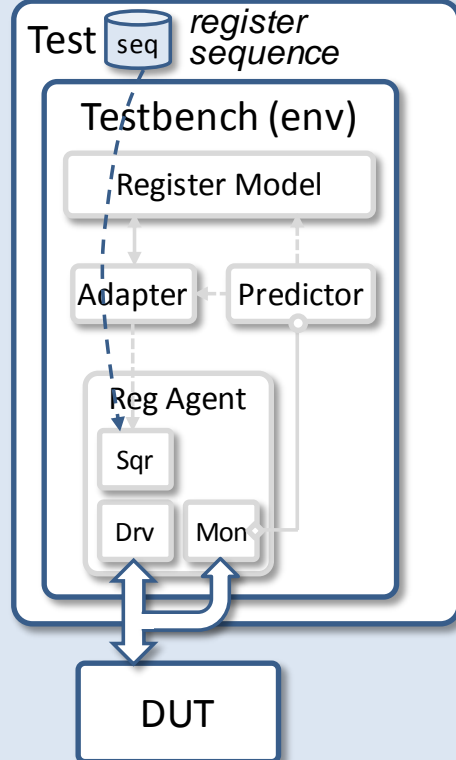 Test
seq
register
sequence
Testbench (env)
Register Model
Adapter
Predictor
Reg Agent
Sqr
Drv
Mon
DUT